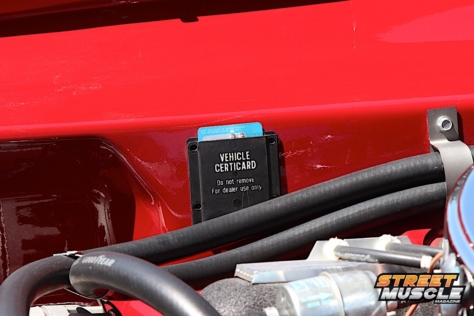 VEHICLE
CERTICARD
Do not remove
For dealer use only
GOODYEAR
STREET
MUSCLE
MAGAZINE